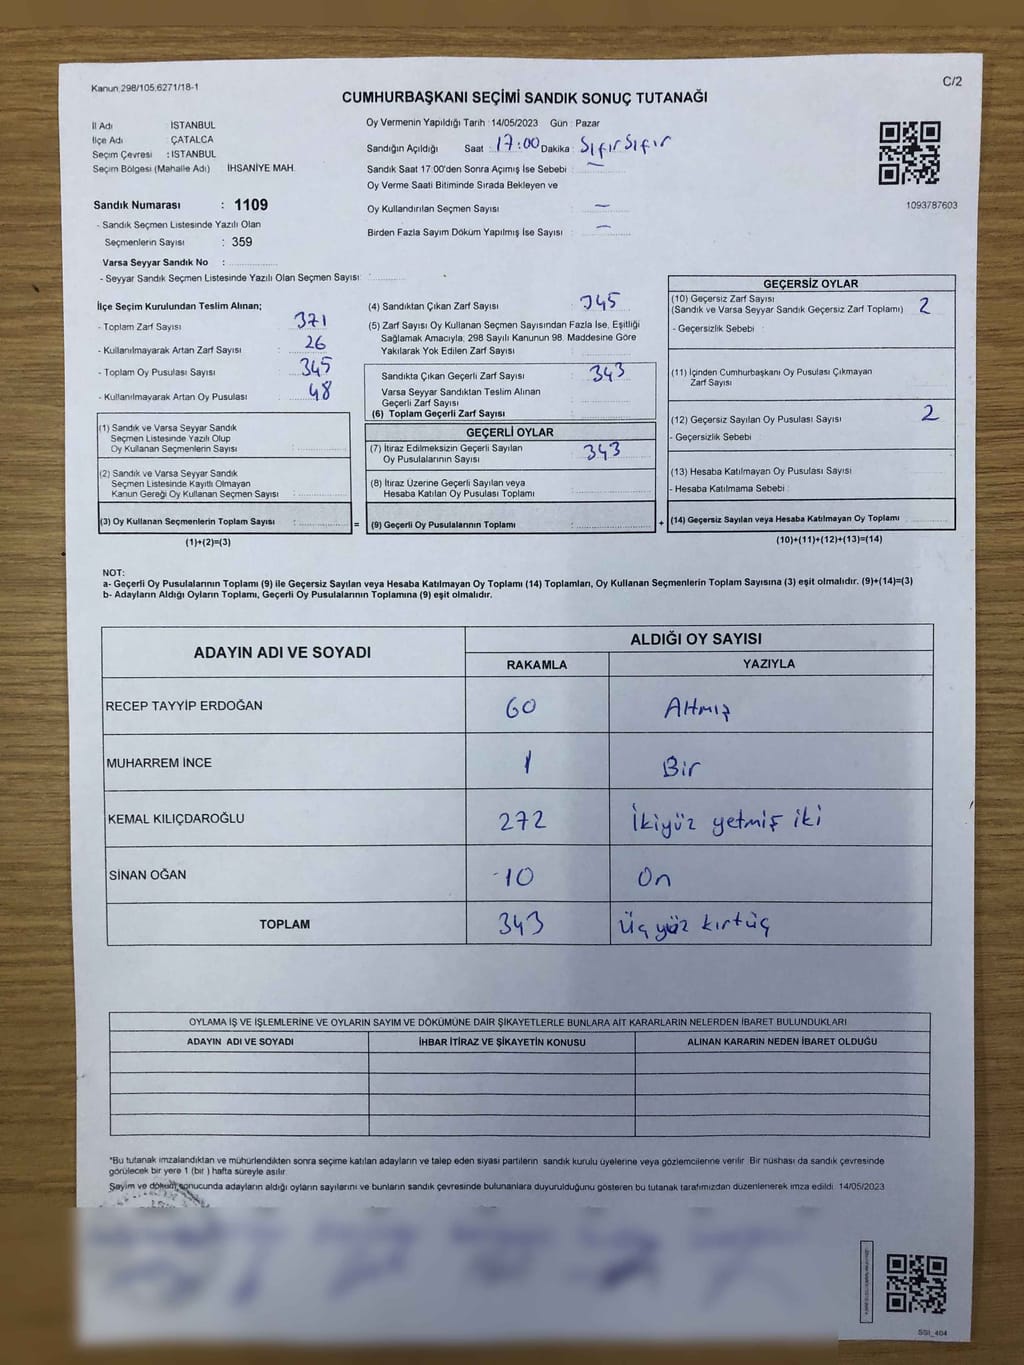 Kanun,298/105,6271/18-1
C/2
CUMHURBAŞKANI SEÇİMİ SANDIK SONUÇ TUTANAĞI
İl Adı : İSTANBUL
İlçe Adı : ÇATALCA
Seçim Çevresi : İSTANBUL
Seçim Bölgesi (Mahalle Adı) İHSANİYE MAH.
Sandık Numarası : 1109
- Sandık Seçmen Listesinde Yazılı Olan
Seçmenlerin Sayısı : 359
Varsa Seyyar Sandık No :
- Seyyar Sandık Seçmen Listesinde Yazılı Olan Seçmen Sayısı:
Oy Vermenin Yapıldığı Tarih : 14/05/2023 Gün : Pazar
Sandığın Açıldığı Saat : 17:00 Dakika : Sıfır Sıfır
Sandık Saat 17:00'den Sonra Açımış İse Sebebi : —
Oy Verme Saati Bitiminde Sırada Bekleyen ve
Oy Kullandırılan Seçmen Sayısı : —
Birden Fazla Sayım Döküm Yapılmış İse Sayısı : —
1093787603
İlçe Seçim Kurulundan Teslim Alınan;
- Toplam Zarf Sayısı : 371
- Kullanılmayarak Artan Zarf Sayısı : 26
- Toplam Oy Pusulası Sayısı : 345
- Kullanılmayarak Artan Oy Pusulası : 48
(1) Sandık ve Varsa Seyyar Sandık
Seçmen Listesinde Yazılı Olup
Oy Kullanan Seçmenlerin Sayısı :
(2) Sandık ve Varsa Seyyar Sandık
Seçmen Listesinde Kayıtlı Olmayan
Kanun Gereği Oy Kullanan Seçmen Sayısı :
(3) Oy Kullanan Seçmenlerin Toplam Sayısı :
(1)+(2)=(3)
(4) Sandıktan Çıkan Zarf Sayısı : 345
(5) Zarf Sayısı Oy Kullanan Seçmen Sayısından Fazla İse, Eşitliği
Sağlamak Amacıyla, 298 Sayılı Kanunun 98. Maddesine Göre
Yakılarak Yok Edilen Zarf Sayısı :
Sandıkta Çıkan Geçerli Zarf Sayısı : 343
Varsa Seyyar Sandıktan Teslim Alınan
Geçerli Zarf Sayısı :
(6) Toplam Geçerli Zarf Sayısı :
GEÇERLİ OYLAR
(7) İtiraz Edilmeksizin Geçerli Sayılan
Oy Pusulalarının Sayısı : 343
(8) İtiraz Üzerine Geçerli Sayılan veya
Hesaba Katılan Oy Pusulası Toplamı :
= (9) Geçerli Oy Pusulalarının Toplamı :
GEÇERSİZ OYLAR
(10) Geçersiz Zarf Sayısı
(Sandık ve Varsa Seyyar Sandık Geçersiz Zarf Toplamı) : 2
- Geçersizlik Sebebi :
(11) İçinden Cumhurbaşkanı Oy Pusulası Çıkmayan
Zarf Sayısı :
(12) Geçersiz Sayılan Oy Pusulası Sayısı : 2
- Geçersizlik Sebebi :
(13) Hesaba Katılmayan Oy Pusulası Sayısı :
- Hesaba Katılmama Sebebi :
+ (14) Geçersiz Sayılan veya Hesaba Katılmayan Oy Toplamı :
(10)+(11)+(12)+(13)=(14)
NOT:
a- Geçerli Oy Pusulalarının Toplamı (9) ile Geçersiz Sayılan veya Hesaba Katılmayan Oy Toplamı (14) Toplamları, Oy Kullanan Seçmenlerin Toplam Sayısına (3) eşit olmalıdır. (9)+(14)=(3)
b- Adayların Aldığı Oyların Toplamı, Geçerli Oy Pusulalarının Toplamına (9) eşit olmalıdır.
ADAYIN ADI VE SOYADI ALDIĞI OY SAYISI
RAKAMLA YAZIYLA
RECEP TAYYİP ERDOĞAN 60 Altmış
MUHARREM İNCE 1 Bir
KEMAL KILIÇDAROĞLU 272 İkiyüz yetmiş iki
SİNAN OĞAN 10 On
TOPLAM 343 Üç yüz kırtüç
OYLAMA İŞ VE İŞLEMLERİNE VE OYLARIN SAYIM VE DÖKÜMÜNE DAİR ŞİKAYETLERLE BUNLARA AİT KARARLARIN NELERDEN İBARET BULUNDUKLARI
ADAYIN ADI VE SOYADI İHBAR İTİRAZ VE ŞİKAYETİN KONUSU ALINAN KARARIN NEDEN İBARET OLDUĞU
*Bu tutanak imzalandıktan ve mühürlendikten sonra seçime katılan adayların ve talep eden siyasi partilerin sandık kurulu üyelerine veya gözlemcilerine verilir. Bir nüshası da sandık çevresinde
görülecek bir yere 1 (bir) hafta süreyle asılır.
Sayım ve döküm sonucunda adayların aldığı oyların sayılarını ve bunların sandık çevresinde bulunanlara duyurulduğunu gösteren bu tutanak tarafımızdan düzenlenerek imza edildi. 14/05/2023
SSI_404